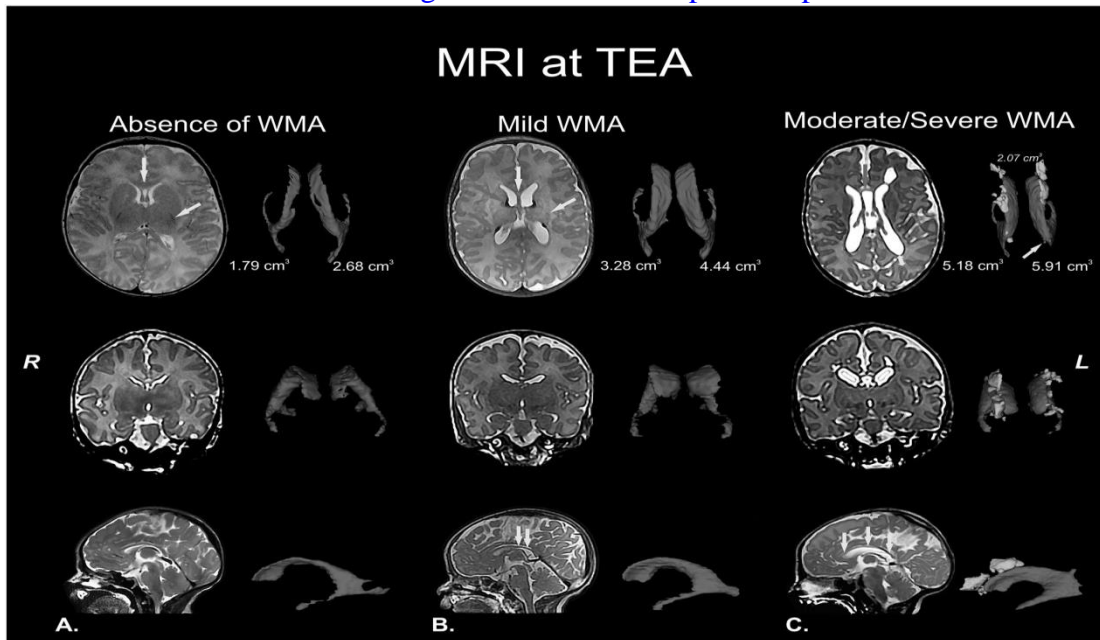 MRI at TEA
Absence of WMA
Mild WMA
Moderate/Severe WMA
2.07 cm³
1.79 cm³ 2.68 cm³
3.28 cm³ 4.44 cm³
5.18 cm³ 5.91 cm³
R
L
A.
B.
C.